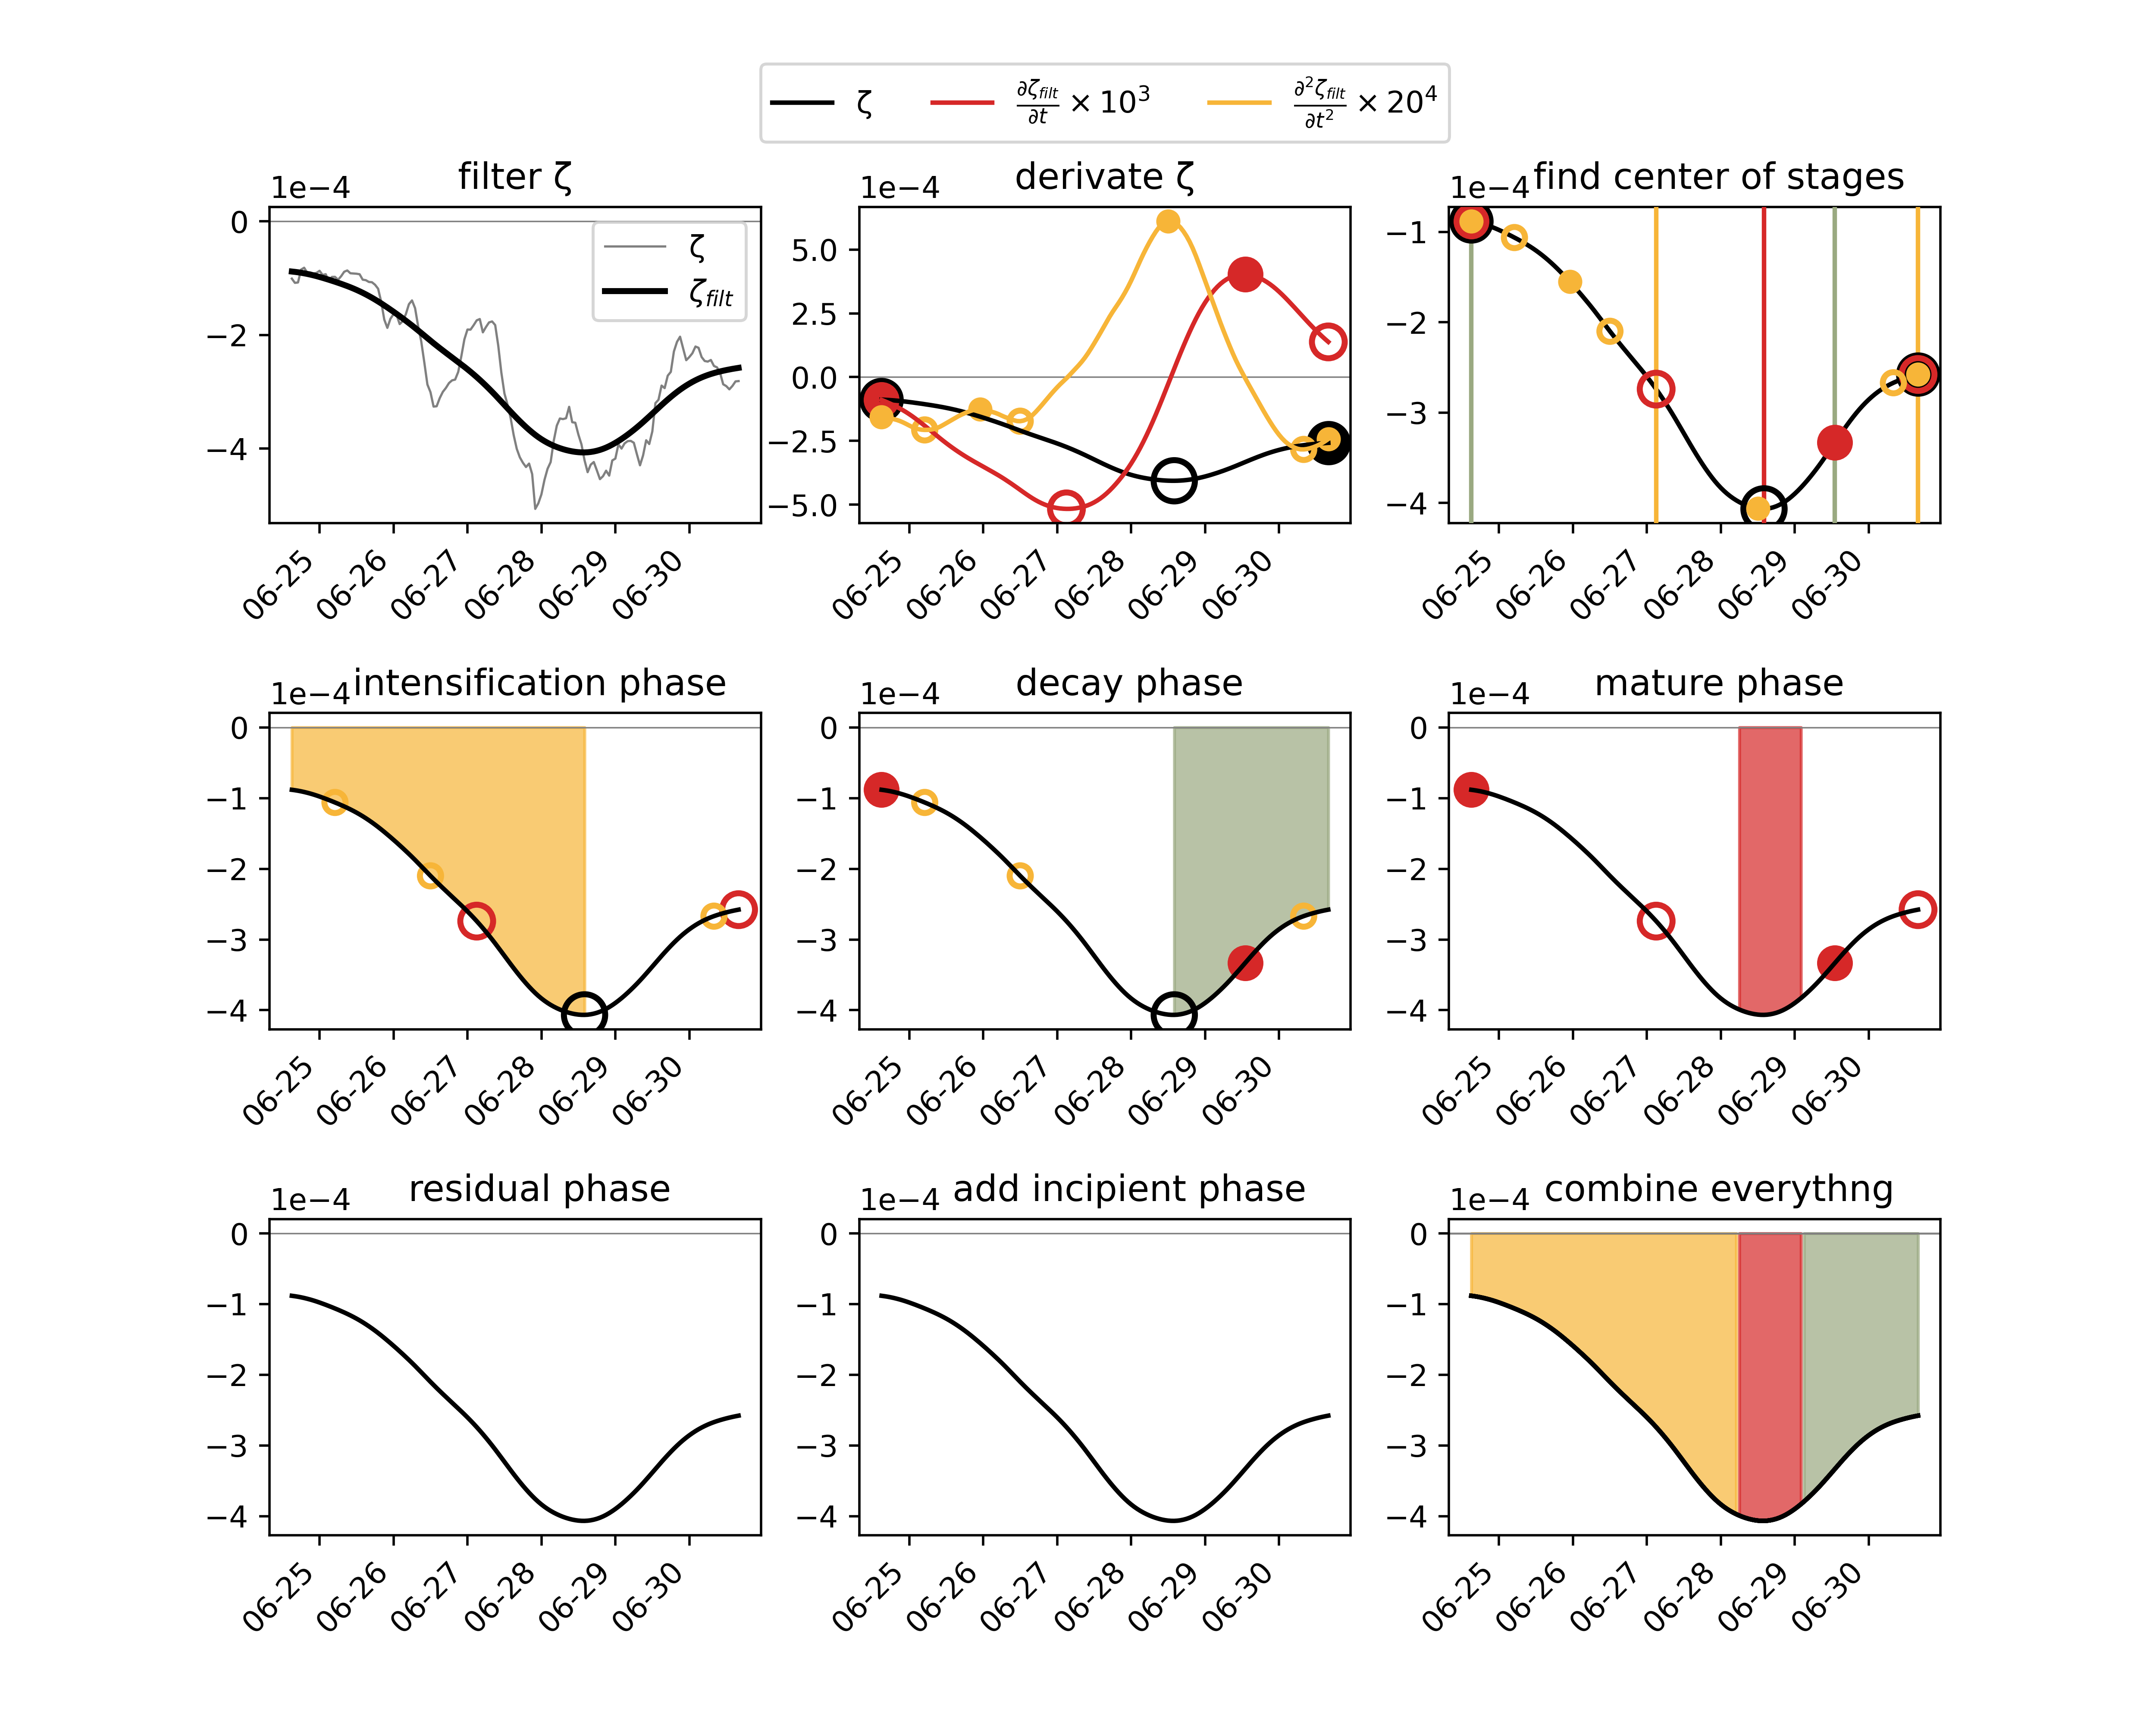 ζ ∂ζ_filt/∂t × 10³ ∂²ζ_filt/∂t² × 20⁴
filter ζ derivate ζ find center of stages
1e−4 1e−4 1e−4
0
−2
−4
ζ
ζ_filt
06-25 06-26 06-27 06-28 06-29 06-30
5.0
2.5
0.0
−2.5
−5.0
06-25 06-26 06-27 06-28 06-29 06-30
−1
−2
−3
−4
06-25 06-26 06-27 06-28 06-29 06-30
intensification phase decay phase mature phase
1e−4 1e−4 1e−4
0 0 0
−1 −1 −1
−2 −2 −2
−3 −3 −3
−4 −4 −4
06-25 06-26 06-27 06-28 06-29 06-30 06-25 06-26 06-27 06-28 06-29 06-30 06-25 06-26 06-27 06-28 06-29 06-30
residual phase add incipient phase combine everythng
1e−4 1e−4 1e−4
0 0 0
−1 −1 −1
−2 −2 −2
−3 −3 −3
−4 −4 −4
06-25 06-26 06-27 06-28 06-29 06-30 06-25 06-26 06-27 06-28 06-29 06-30 06-25 06-26 06-27 06-28 06-29 06-30